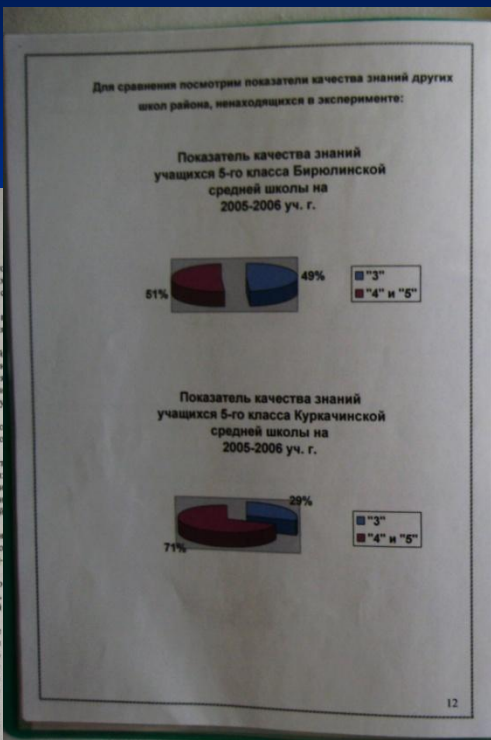 Для сравнения посмотрим показатели качества знаний других
школ района, ненаходящихся в эксперименте:
Показатель качества знаний
учащихся 5-го класса Бирюлинской
средней школы на
2005-2006 уч. г.
49%
51%
"3"
"4" и "5"
Показатель качества знаний
учащихся 5-го класса Куркачинской
средней школы на
2005-2006 уч. г.
29%
71%
"3"
"4" и "5"
12